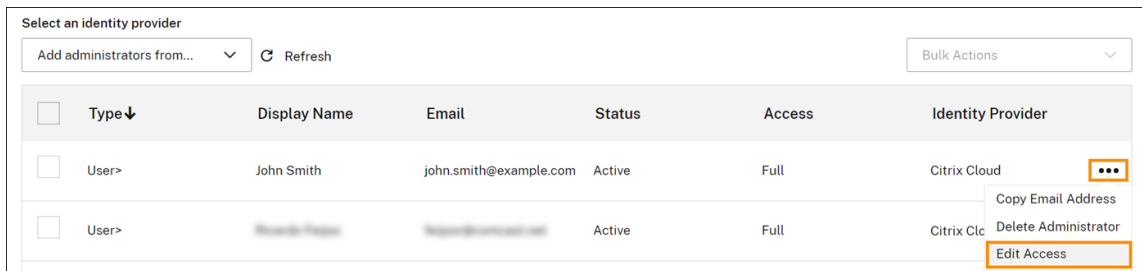 Select an identity provider
Add administrators from... Refresh Bulk Actions
Type Display Name Email Status Access Identity Provider
User> John Smith john.smith@example.com Active Full Citrix Cloud
Copy Email Address
User> Active Full Citrix Clo Delete Administrator
Edit Access